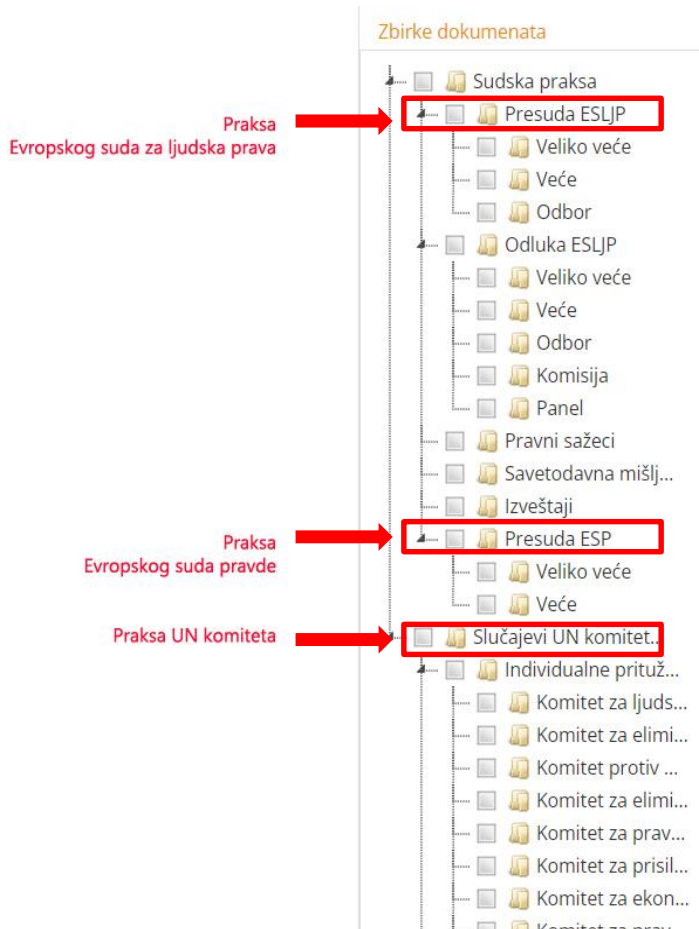 Zbirke dokumenata
Sudska praksa
Praksa
Evropskog suda za ljudska prava
Presuda ESLJP
Veliko veće
Veće
Odbor
Odluka ESLJP
Veliko veće
Veće
Odbor
Komisija
Panel
Pravni sažeci
Savetodavna mišlj...
Izveštaji
Praksa
Evropskog suda pravde
Presuda ESP
Veliko veće
Veće
Praksa UN komiteta
Slučajevi UN komitet..
Individualne prituž...
Komitet za ljuds...
Komitet za elimi...
Komitet protiv ...
Komitet za elimi...
Komitet za prav...
Komitet za prisil...
Komitet za ekon...
Komitet za prav...